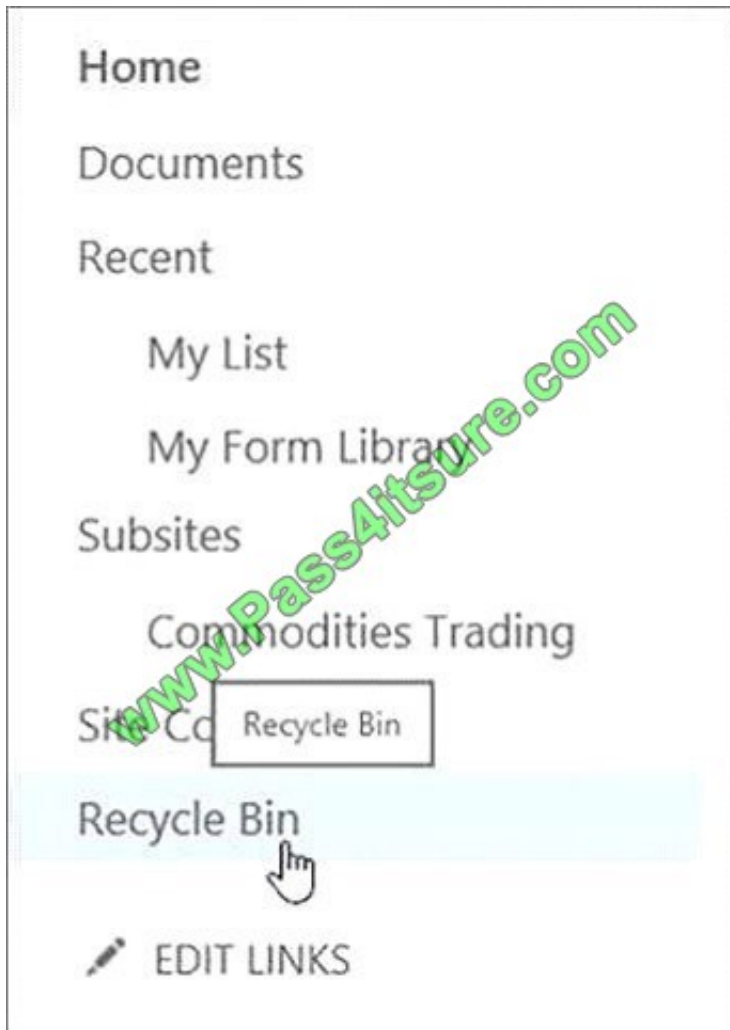 Home
Documents
Recent
My List
My Form Library
Subsites
Commodities Trading
Site Co
Recycle Bin
Recycle Bin
EDIT LINKS
www.Pass4itsure.com